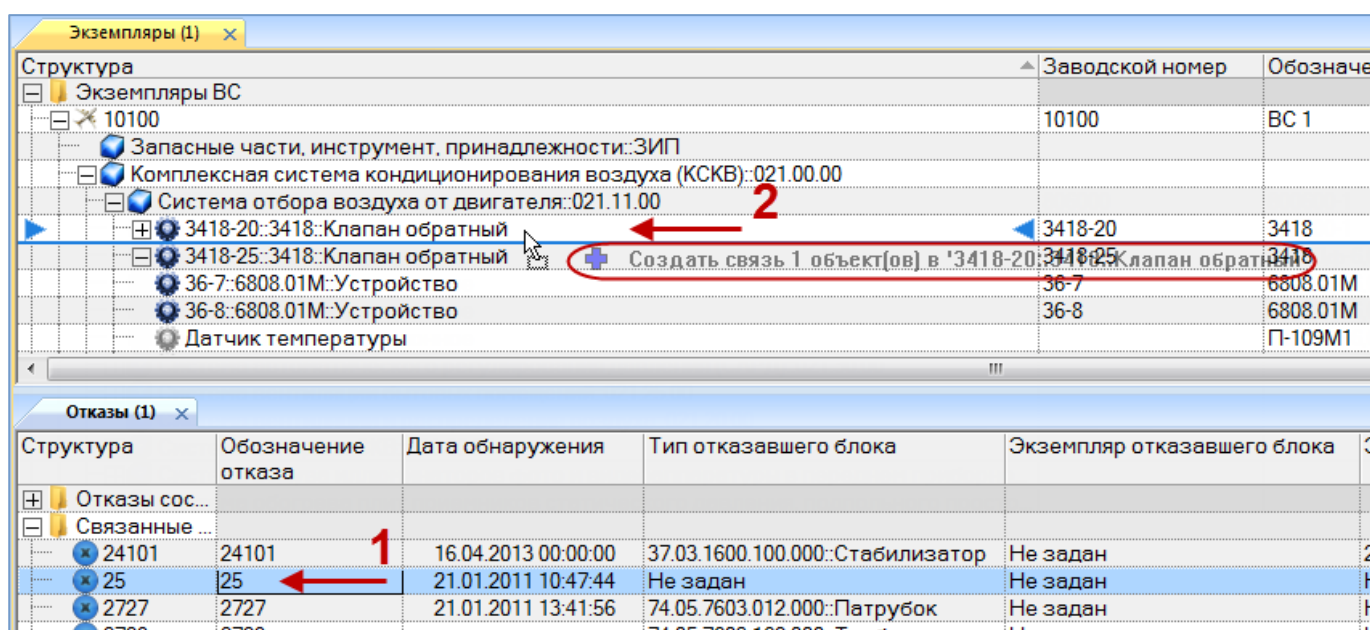 Экземпляры (1)
Структура Заводской номер Обозначе
Экземпляры ВС
10100 10100 ВС 1
Запасные части, инструмент, принадлежности::ЗИП
Комплексная система кондиционирования воздуха (КСКВ)::021.00.00
Система отбора воздуха от двигателя::021.11.00 2
3418-20::3418::Клапан обратный 3418-20 3418
3418-25::3418::Клапан обратный Создать связь 1 объект(ов) в '3418-20::3418::Клапан обратный' 3418-25 3418
36-7::6808.01М::Устройство 36-7 6808.01М
36-8::6808.01М::Устройство 36-8 6808.01М
Датчик температуры П-109М1
Отказы (1)
Структура Обозначение отказа Дата обнаружения Тип отказавшего блока Экземпляр отказавшего блока
Отказы сос...
Связанные ...
1
24101 24101 16.04.2013 00:00:00 37.03.1600.100.000::Стабилизатор Не задан
25 25 21.01.2011 10:47:44 Не задан Не задан
2727 2727 21.01.2011 13:41:56 74.05.7603.012.000::Патрубок Не задан